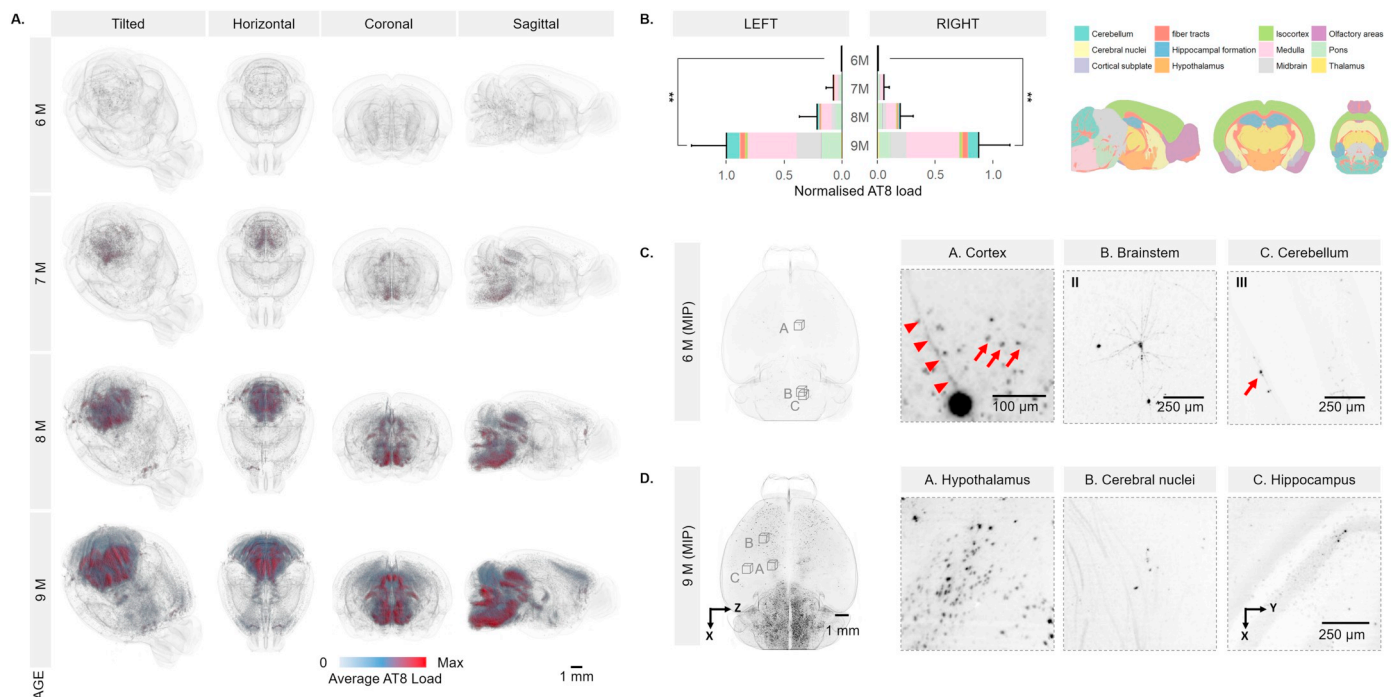 A.
Tilted Horizontal Coronal Sagittal
6 M
7 M
8 M
9 M
AGE
0 Max
Average AT8 Load
1 mm
B.
LEFT RIGHT
**
6M
7M
8M
9M
**
1.0 0.5 0.0 0.0 0.5 1.0
Normalised AT8 load
Cerebellum fiber tracts Isocortex Olfactory areas
Cerebral nuclei Hippocampal formation Medulla Pons
Cortical subplate Hypothalamus Midbrain Thalamus
C.
6 M (MIP)
A
B
C
A. Cortex B. Brainstem C. Cerebellum
II
III
100 µm
250 µm
250 µm
D.
9 M (MIP)
B
C A
Z
X
1 mm
A. Hypothalamus B. Cerebral nuclei C. Hippocampus
Y
X
250 µm